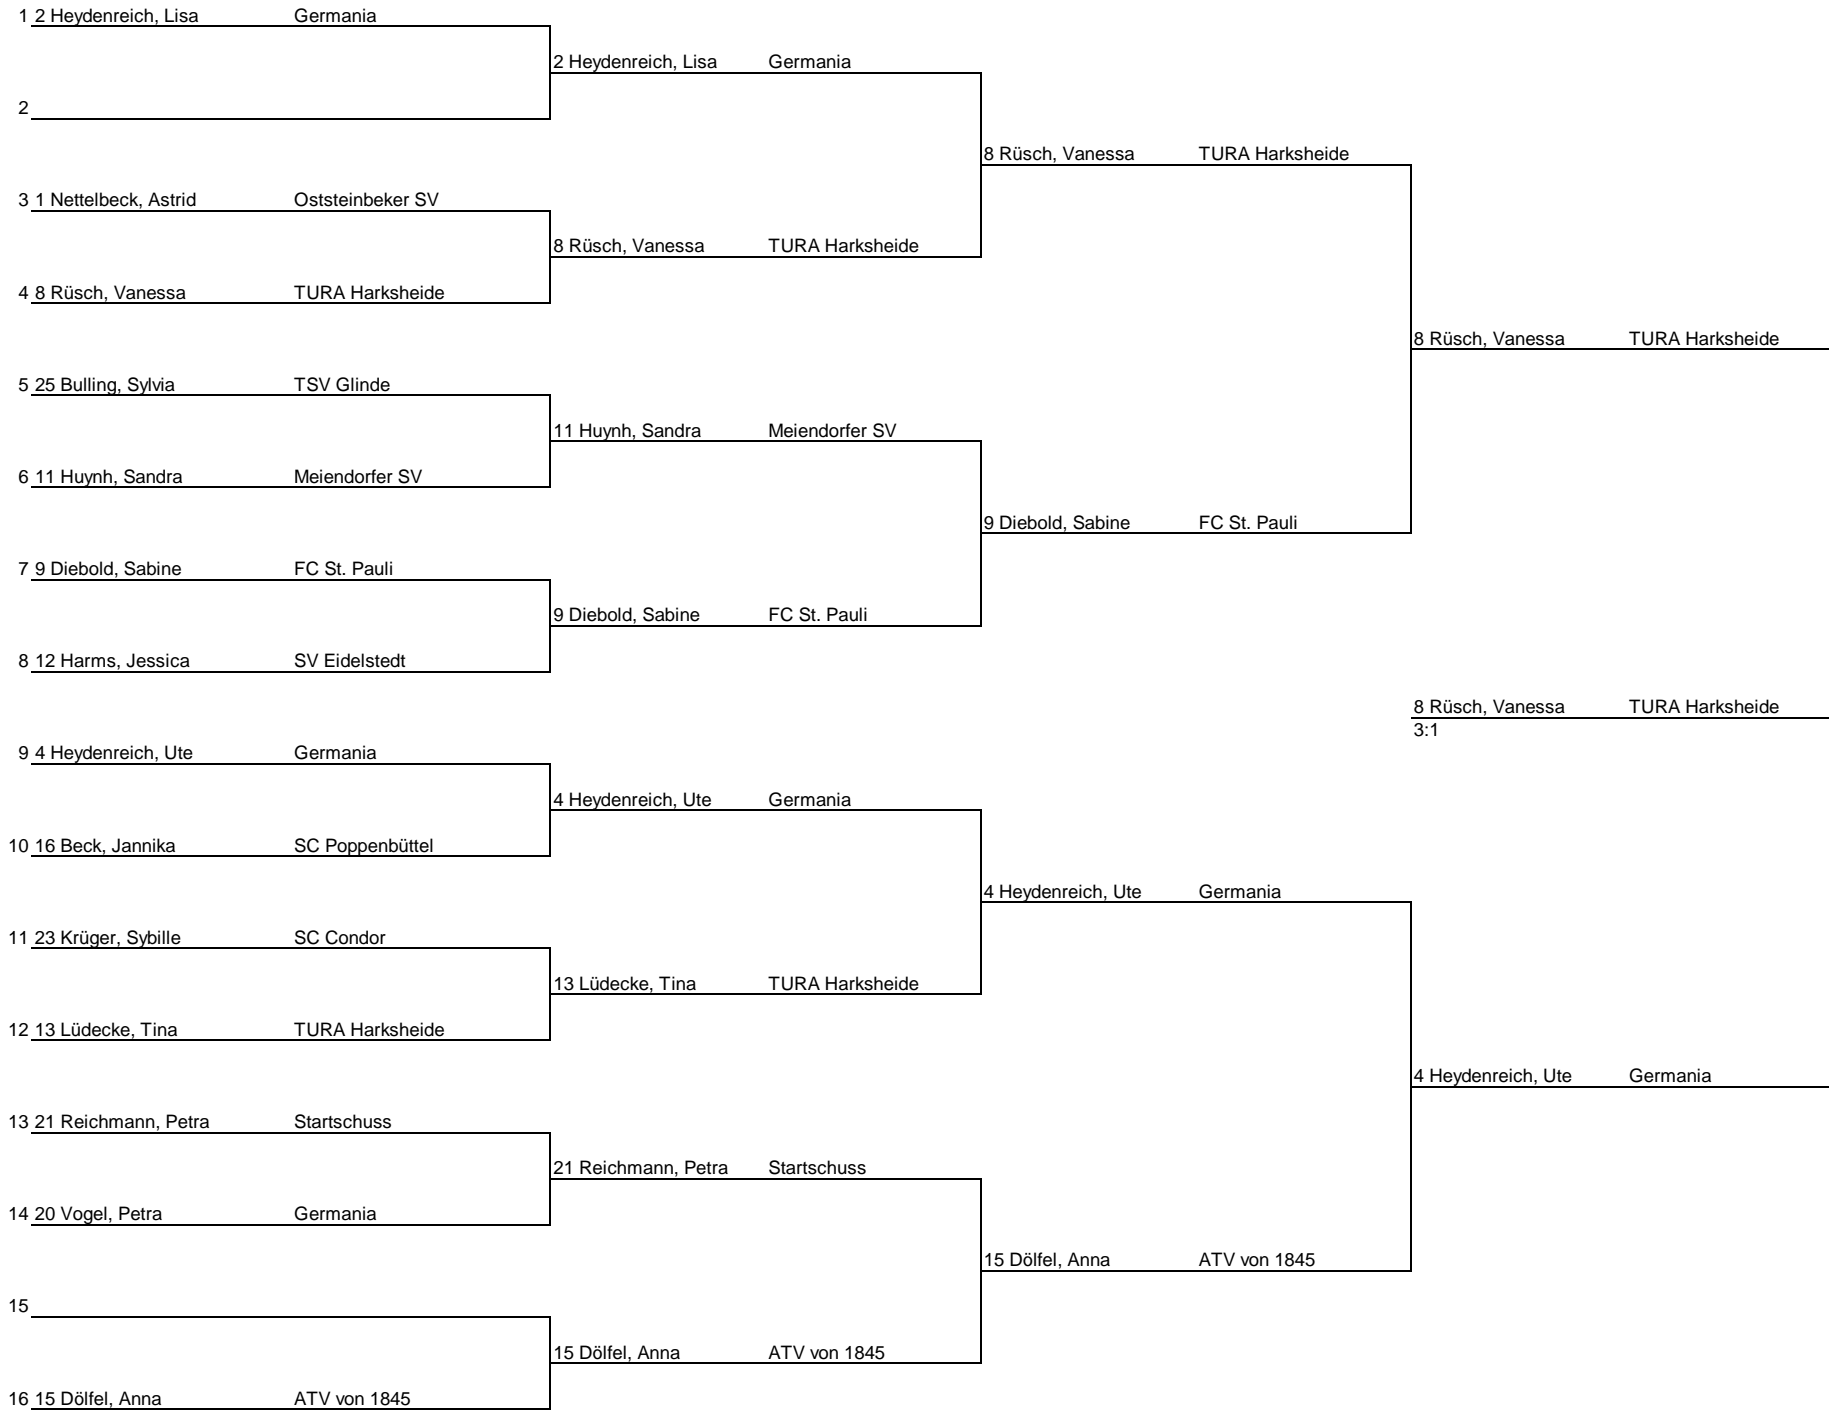 1 2 Heydenreich, Lisa Germania
2 Heydenreich, Lisa Germania
2
8 Rüsch, Vanessa TURA Harksheide
3 1 Nettelbeck, Astrid Oststeinbeker SV
8 Rüsch, Vanessa TURA Harksheide
4 8 Rüsch, Vanessa TURA Harksheide
8 Rüsch, Vanessa TURA Harksheide
5 25 Bulling, Sylvia TSV Glinde
11 Huynh, Sandra Meiendorfer SV
6 11 Huynh, Sandra Meiendorfer SV
9 Diebold, Sabine FC St. Pauli
7 9 Diebold, Sabine FC St. Pauli
9 Diebold, Sabine FC St. Pauli
8 12 Harms, Jessica SV Eidelstedt
8 Rüsch, Vanessa TURA Harksheide
3:1
9 4 Heydenreich, Ute Germania
4 Heydenreich, Ute Germania
10 16 Beck, Jannika SC Poppenbüttel
4 Heydenreich, Ute Germania
11 23 Krüger, Sybille SC Condor
13 Lüdecke, Tina TURA Harksheide
12 13 Lüdecke, Tina TURA Harksheide
4 Heydenreich, Ute Germania
13 21 Reichmann, Petra Startschuss
21 Reichmann, Petra Startschuss
14 20 Vogel, Petra Germania
15 Dölfel, Anna ATV von 1845
15
15 Dölfel, Anna ATV von 1845
16 15 Dölfel, Anna ATV von 1845